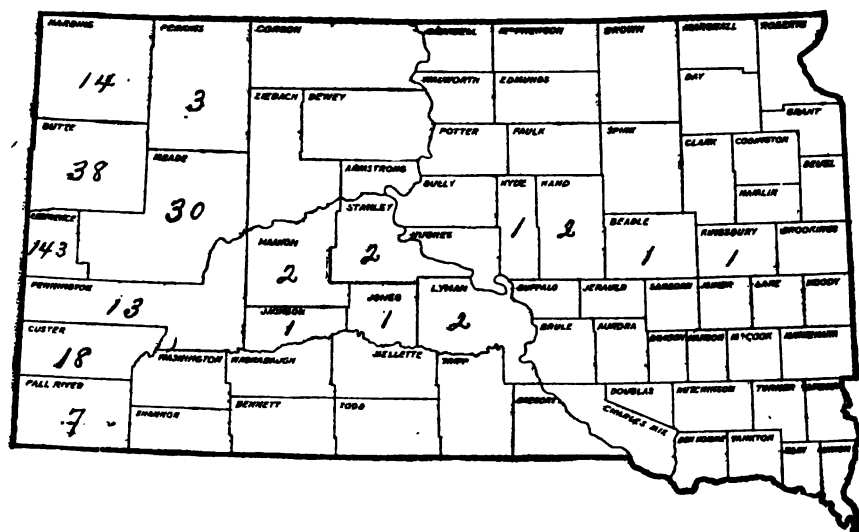 HARDING
14
PERKINS
3
CORSON
CAMPBELL
McPHERSON
BROWN
MARSHALL
ROBERTS
WALWORTH
EDMUNDS
DAY
GRANT
ZIEBACH
DEWEY
POTTER
FAULK
SPINK
CLARK
CODINGTON
DEUEL
HAMLIN
BUTTE
38
MEADE
30
ARMSTRONG
SULLY
HYDE
1
HAND
2
BEADLE
1
KINGSBURY
1
BROOKINGS
LAWRENCE
143
STANLEY
2
HUGHES
HAAKON
2
PENNINGTON
13
JACKSON
1
JONES
1
LYMAN
2
BUFFALO
JERAULD
SANBORN
MINER
LAKE
MOODY
BRULE
AURORA
DAVISON
HANSON
McCOOK
MINNEHAHA
CUSTER
18
WASHINGTON
WASHABAUGH
MELLETTE
TRIPP
FALL RIVER
7
SHANNON
BENNETT
TODD
GREGORY
CHARLES MIX
DOUGLAS
HUTCHINSON
TURNER
LINCOLN
BON HOMME
YANKTON
CLAY
UNION